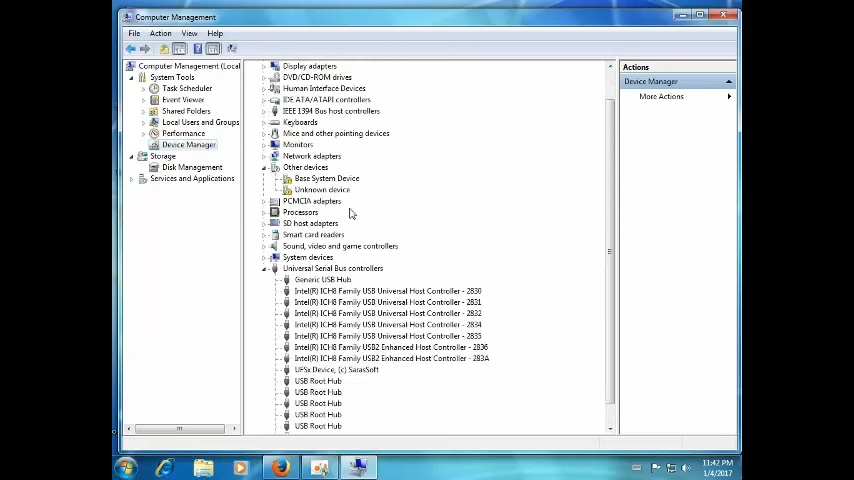 Computer Management
File Action View Help
Computer Management (Local
System Tools
Task Scheduler
Event Viewer
Shared Folders
Local Users and Groups
Performance
Device Manager
Storage
Disk Management
Services and Applications
Display adapters
DVD/CD-ROM drives
Human Interface Devices
IDE ATA/ATAPI controllers
IEEE 1394 Bus host controllers
Keyboards
Mice and other pointing devices
Monitors
Network adapters
Other devices
Base System Device
Unknown device
PCMCIA adapters
Processors
SD host adapters
Smart card readers
Sound, video and game controllers
System devices
Universal Serial Bus controllers
Generic USB Hub
Intel(R) ICH8 Family USB Universal Host Controller - 2830
Intel(R) ICH8 Family USB Universal Host Controller - 2831
Intel(R) ICH8 Family USB Universal Host Controller - 2832
Intel(R) ICH8 Family USB Universal Host Controller - 2834
Intel(R) ICH8 Family USB Universal Host Controller - 2835
Intel(R) ICH8 Family USB2 Enhanced Host Controller - 2836
Intel(R) ICH8 Family USB2 Enhanced Host Controller - 283A
UFSx Device, (c) SarasSoft
USB Root Hub
USB Root Hub
USB Root Hub
USB Root Hub
USB Root Hub
Actions
Device Manager
More Actions
11:42 PM
1/4/2017